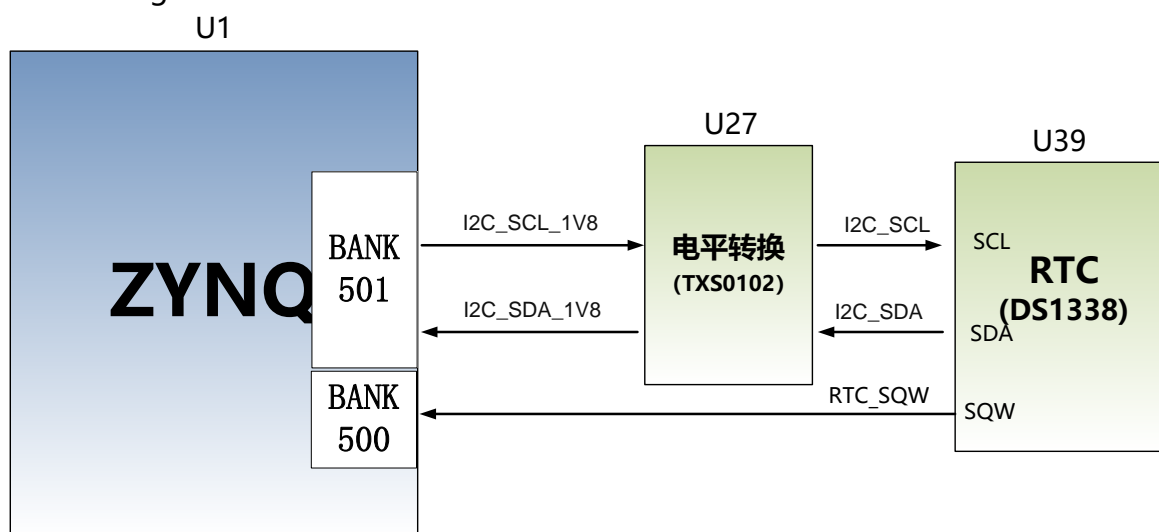 U1
ZYNQ
BANK
501
BANK
500
I2C_SCL_1V8
I2C_SDA_1V8
U27
电平转换
(TXS0102)
I2C_SCL
I2C_SDA
RTC_SQW
U39
SCL
RTC
(DS1338)
SDA
SQW